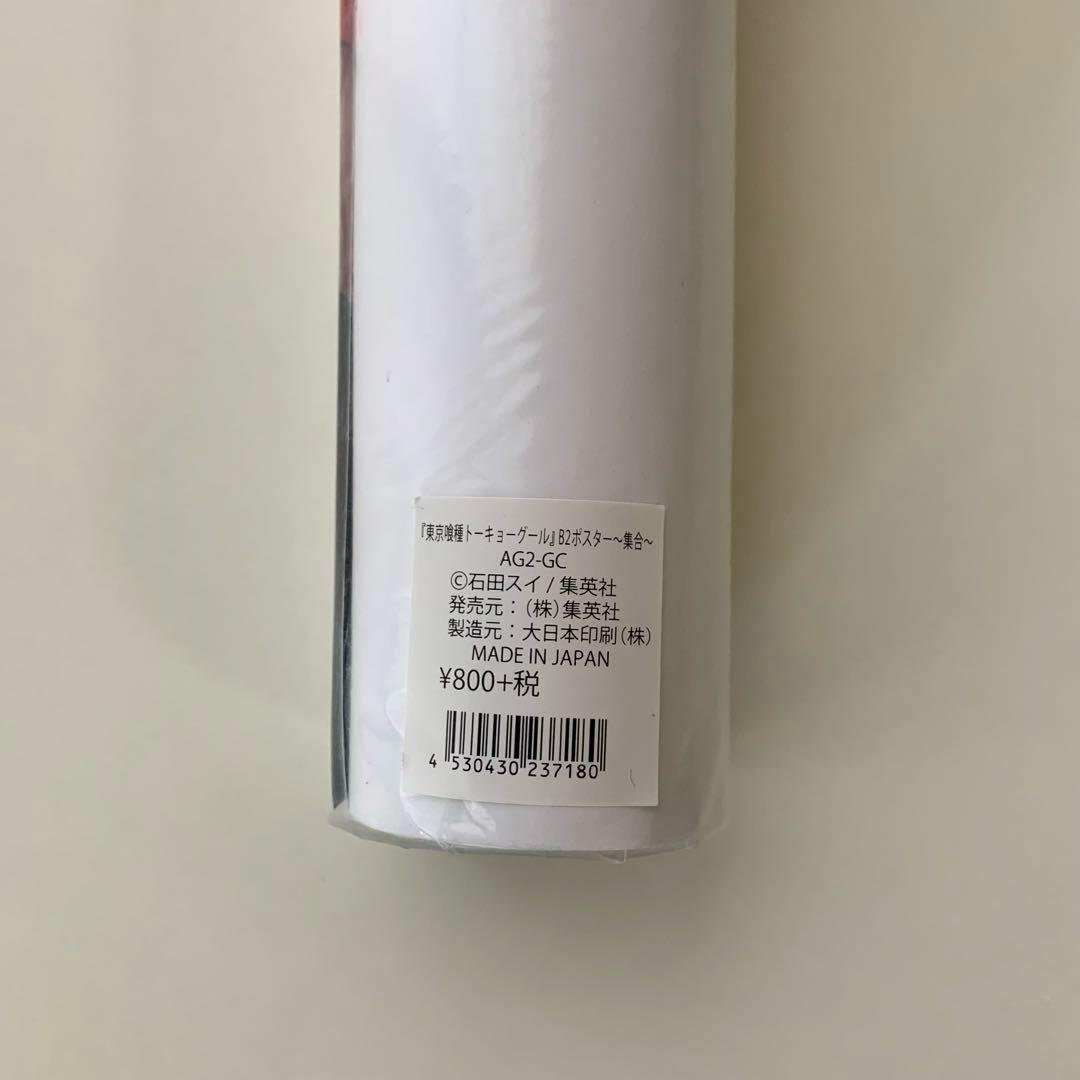 『東京喰種トーキョーグール』B2ポスター〜集合〜
AG2-GC
©石田スイ / 集英社
発売元：（株）集英社
製造元：大日本印刷（株）
MADE IN JAPAN
¥800+税
4 530430 237180